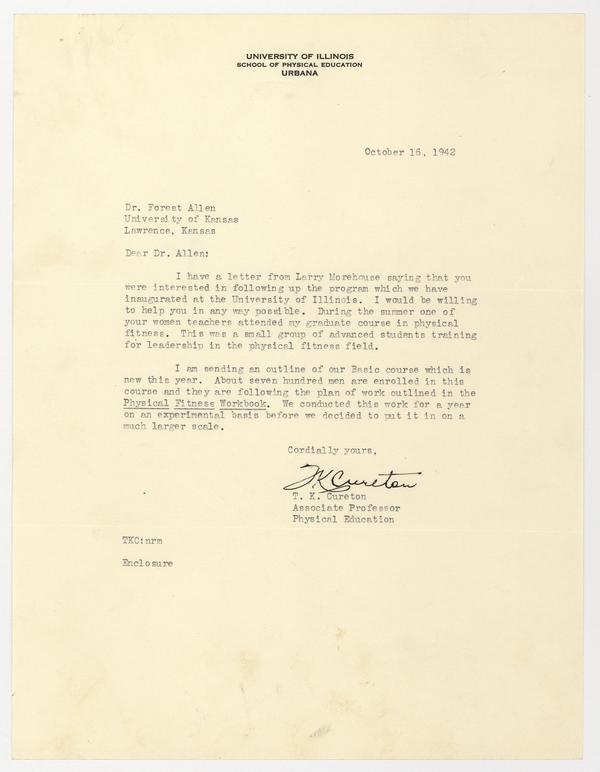 UNIVERSITY OF ILLINOIS
SCHOOL OF PHYSICAL EDUCATION
URBANA
October 16, 1942
Dr. Forest Allen
University of Kansas
Lawrence, Kansas
Dear Dr. Allen:
I have a letter from Larry Morehouse saying that you
were interested in following up the program which we have
inaugurated at the University of Illinois. I would be willing
to help you in any way possible. During the summer one of
your women teachers attended my graduate course in physical
fitness. This was a small group of advanced students training
for leadership in the physical fitness field.
I am sending an outline of our Basic course which is
new this year. About seven hundred men are enrolled in this
course and they are following the plan of work outlined in the
Physical Fitness Workbook. We conducted this work for a year
on an experimental basis before we decided to put it in on a
much larger scale.
Cordially yours,
TKCureton
T. K. Cureton
Associate Professor
Physical Education
TKC:nrm
Enclosure